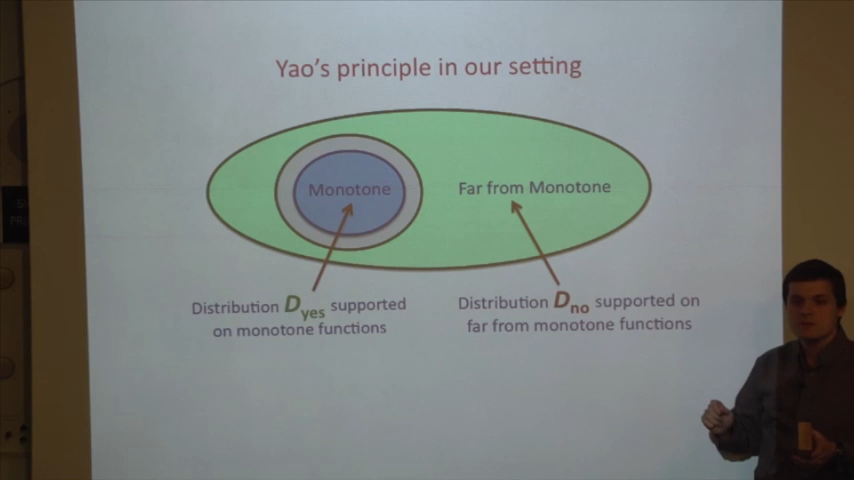 Yao's principle in our setting
Monotone
Far from Monotone
Distribution Dyes supported
on monotone functions
Distribution Dno supported on
far from monotone functions